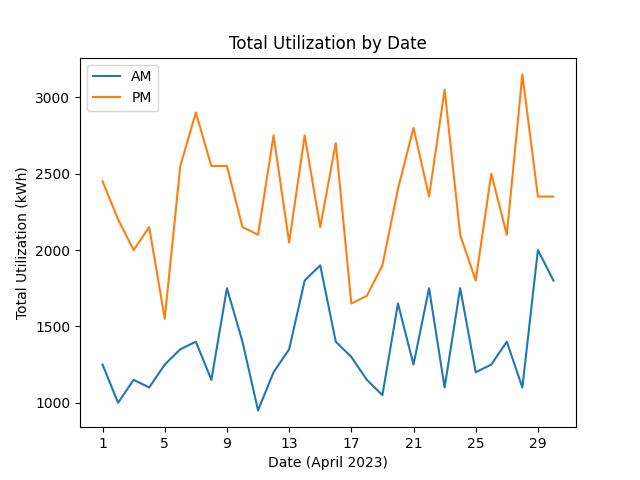 Total Utilization by Date
AM
PM
Total Utilization (kWh)
3000
2500
2000
1500
1000
1 5 9 13 17 21 25 29
Date (April 2023)